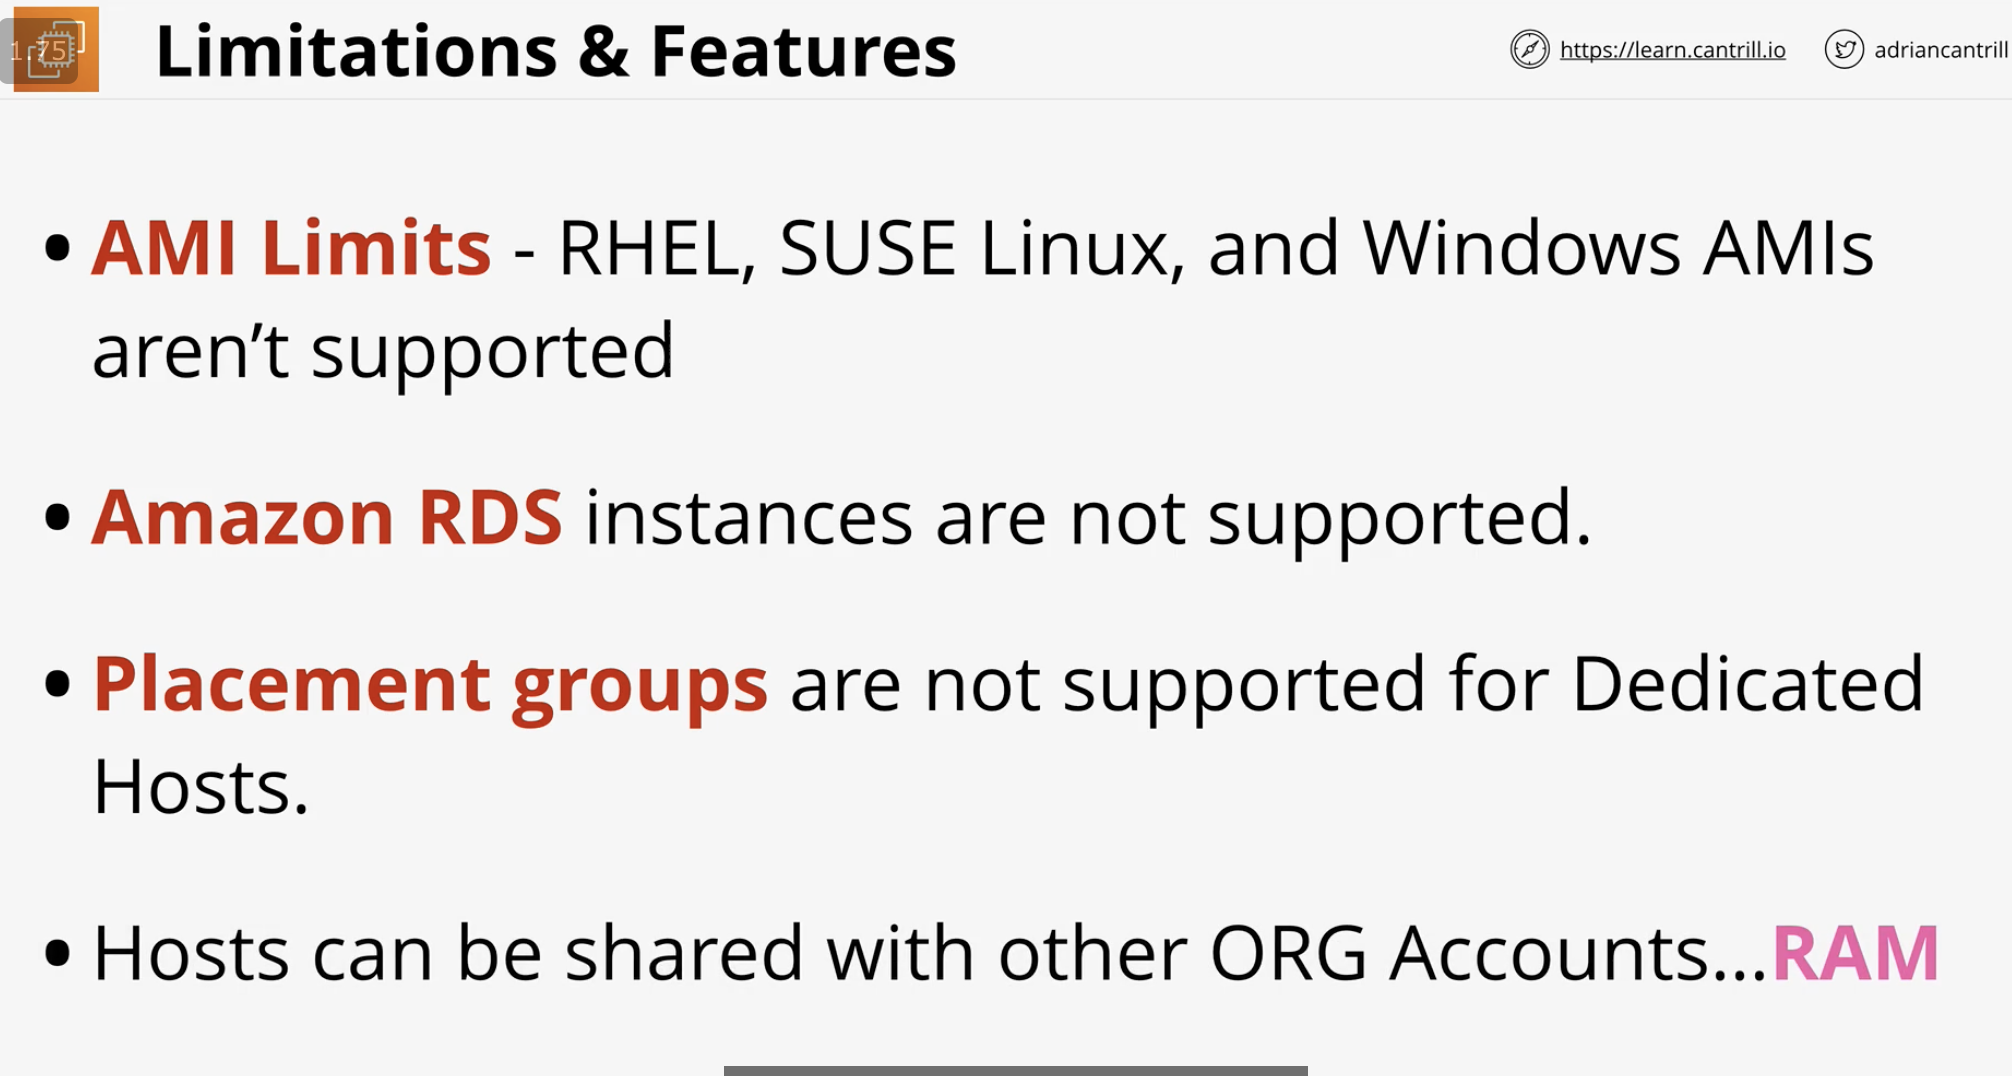 1.75
Limitations & Features
https://learn.cantrill.io
adriancantrill
• AMI Limits - RHEL, SUSE Linux, and Windows AMIs
aren’t supported
• Amazon RDS instances are not supported.
• Placement groups are not supported for Dedicated
Hosts.
• Hosts can be shared with other ORG Accounts...RAM